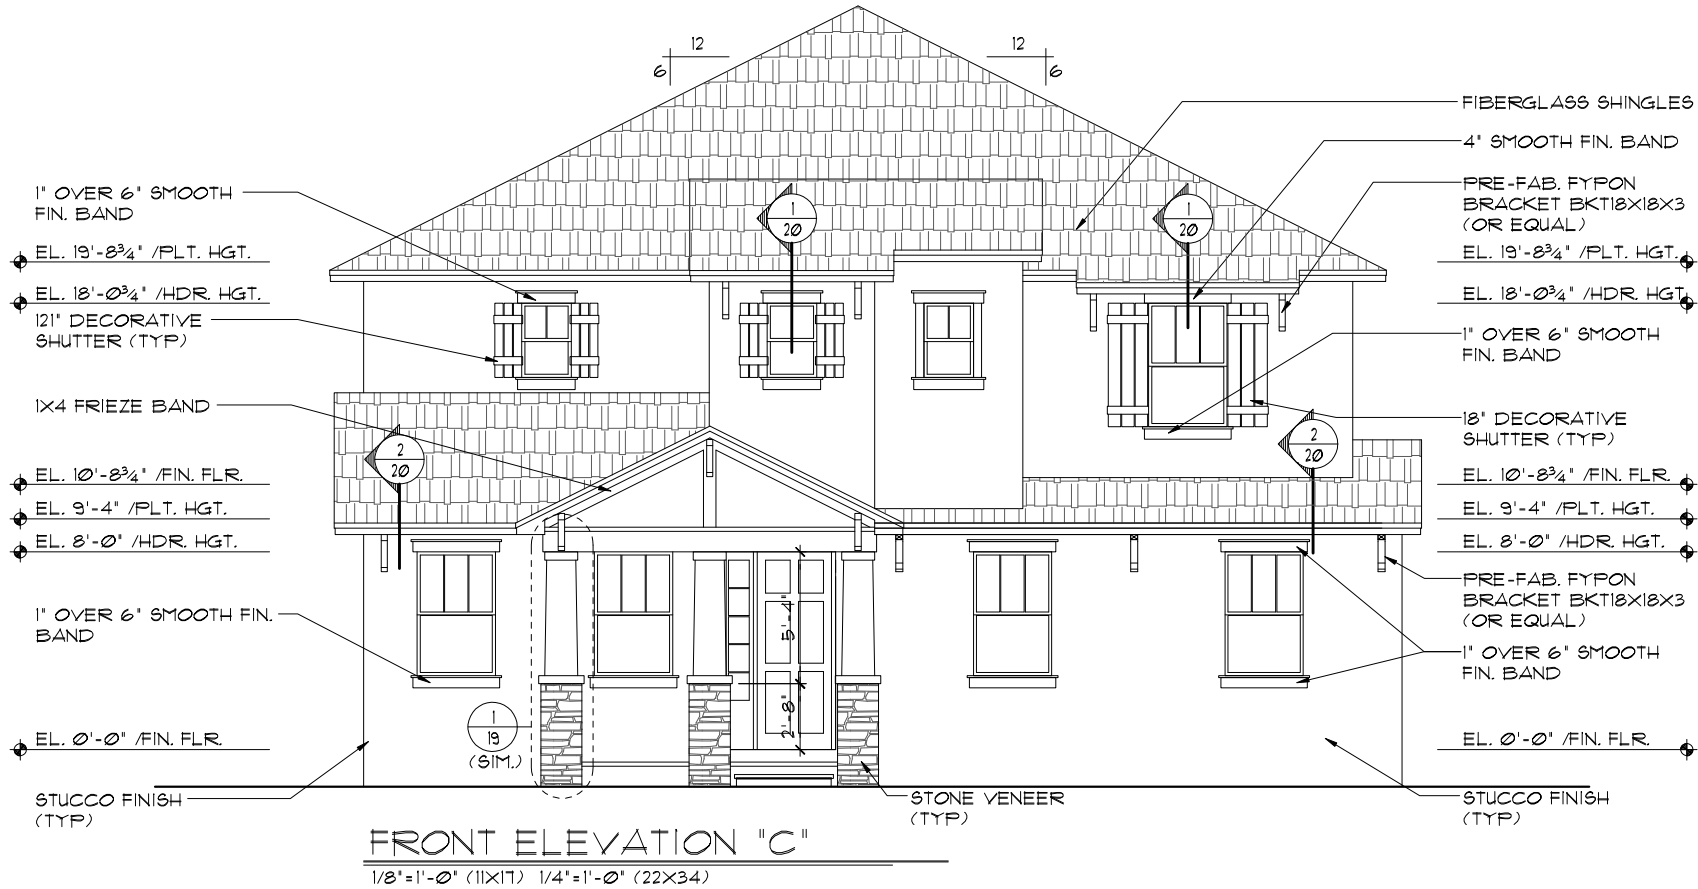 12
6
12
6
FIBERGLASS SHINGLES
4" SMOOTH FIN. BAND
PRE-FAB. FYPON
BRACKET BKT18X18X3
(OR EQUAL)
EL. 19'-8¾" /PLT. HGT.
EL. 18'-0¾" /HDR. HGT.
1" OVER 6" SMOOTH
FIN. BAND
18" DECORATIVE
SHUTTER (TYP)
EL. 10'-8¾" /FIN. FLR.
EL. 9'-4" /PLT. HGT.
EL. 8'-0" /HDR. HGT.
PRE-FAB. FYPON
BRACKET BKT18X18X3
(OR EQUAL)
1" OVER 6" SMOOTH
FIN. BAND
EL. 0'-0" /FIN. FLR.
STUCCO FINISH
(TYP)
1" OVER 6" SMOOTH
FIN. BAND
EL. 19'-8¾" /PLT. HGT.
EL. 18'-0¾" /HDR. HGT.
121" DECORATIVE
SHUTTER (TYP)
1X4 FRIEZE BAND
EL. 10'-8¾" /FIN. FLR.
EL. 9'-4" /PLT. HGT.
EL. 8'-0" /HDR. HGT.
1" OVER 6" SMOOTH FIN.
BAND
EL. 0'-0" /FIN. FLR.
STUCCO FINISH
(TYP)
1
20
1
20
2
20
2
20
5'-4"
2'-8"
1
19
(SIM.)
STONE VENEER
(TYP)
FRONT ELEVATION "C"
1/8"=1'-0" (11X17) 1/4"=1'-0" (22X34)